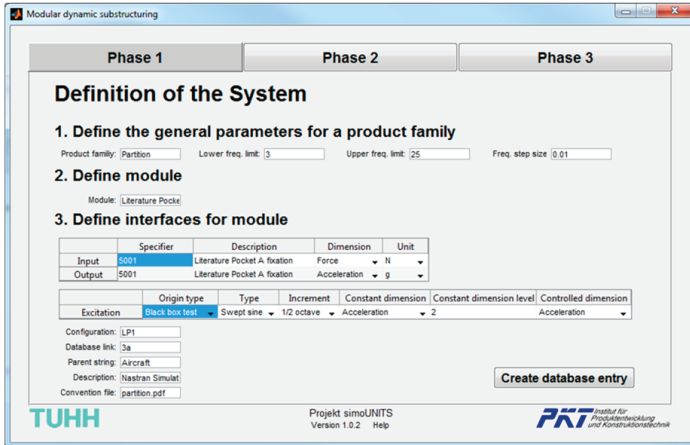 Modular dynamic substructuring
Phase 1 Phase 2 Phase 3
Definition of the System
1. Define the general parameters for a product family
Product familiy: Partition Lower freq. limit: 3 Upper freq. limit: 25 Freq. step size 0.01
2. Define module
Module: Literature Pocke
3. Define interfaces for module
Specifier Description Dimension Unit
Input 5001 Literature Pocket A fixation Force N
Output 5001 Literature Pocket A fixation Acceleration g
Origin type Type Increment Constant dimension Constant dimension level Controlled dimension
Excitation Black box test Swept sine 1/2 octave Acceleration 2 Acceleration
Configuration: LP1
Database link: 3a
Parent string: Aircraft
Description: Nastran Simulat
Convention file: partition.pdf
Create database entry
TUHH
Projekt simoUNITS
Version 1.0.2 Help
PKT Institut für
Produktentwicklung
und Konstruktionstechnik